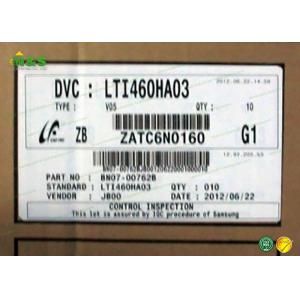 2012.06.22 14:58
DVC : LTI460HA03
TYPE : V05 QTY : 10
ZB ZATC6N0160 G1
PART NO : BN07-00762B
STANDARD : LTI460HA03 QTY : 010
VENDOR : JB00 DATE : 2012/06/22
CONTROL INSPECTION
This lot is assured by IQC procedure of Samsung